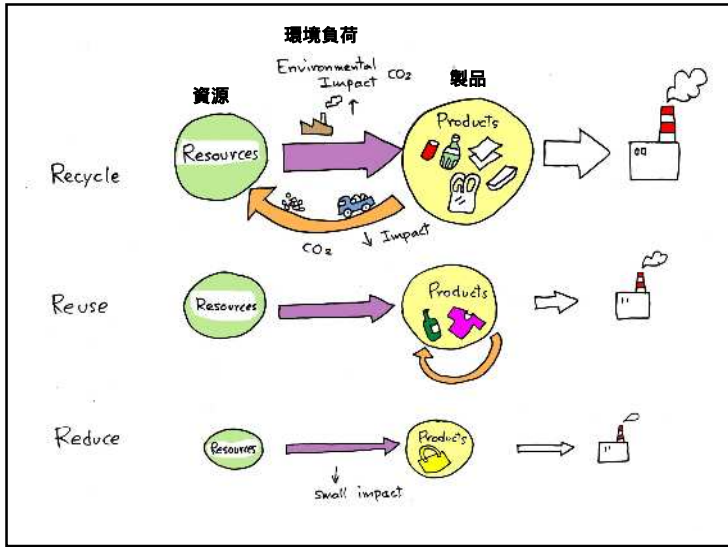 環境負荷
Environmental
Impact CO₂
↑
資源
製品
Recycle
Resources
Products
CO₂ ↓ Impact
Reuse
Resources
Products
Reduce
Resources
Products
↓
small impact